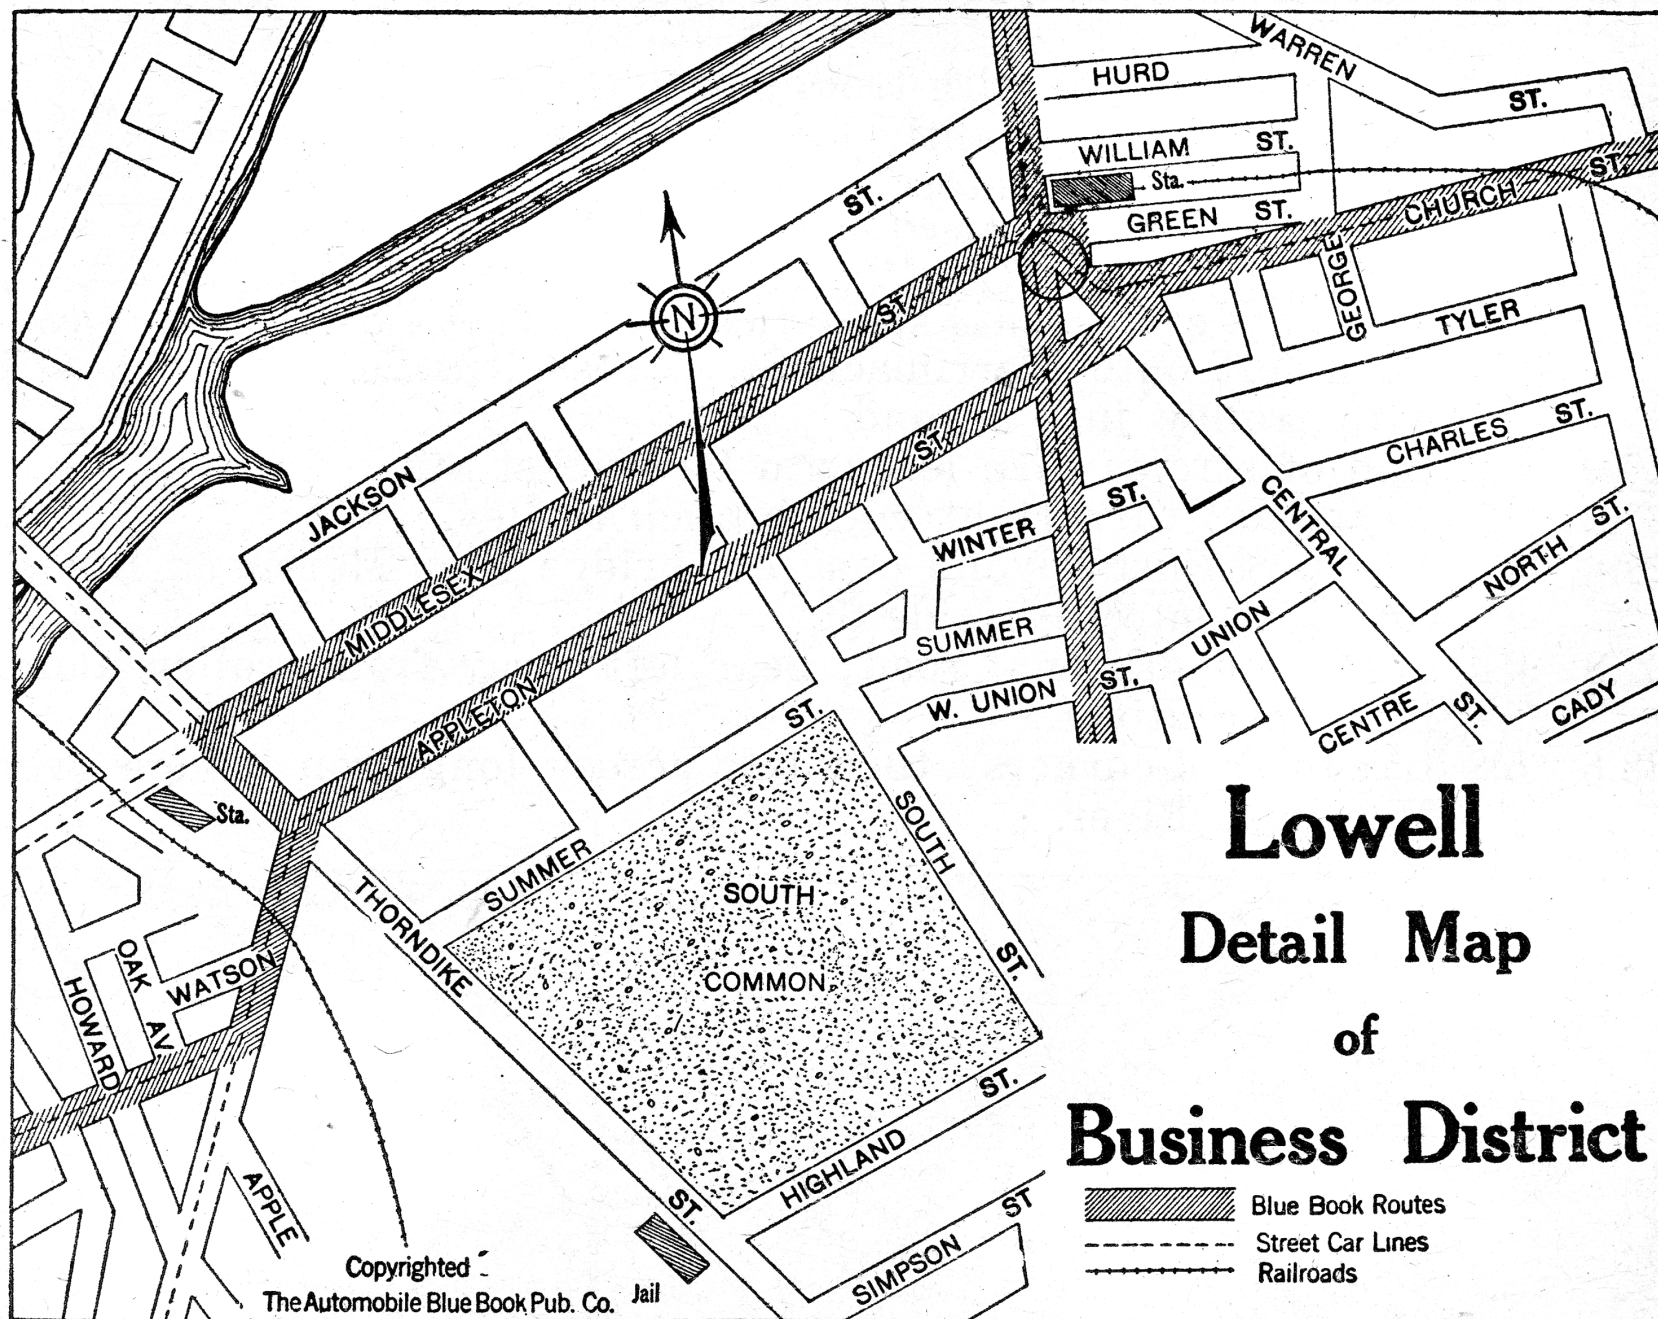 WARREN ST.
HURD
WILLIAM ST.
Sta.
GREEN ST.
CHURCH ST.
GEORGE
TYLER
CHARLES ST.
CENTRAL ST.
NORTH ST.
CADY
CENTRE
UNION
WINTER ST.
SUMMER
W. UNION ST.
JACKSON ST.
N
MIDDLESEX ST.
APPLETON ST.
SUMMER ST.
SOUTH ST.
SOUTH
COMMON
THORNDIKE ST.
HIGHLAND ST.
SIMPSON ST
Sta.
OAK AV.
WATSON
HOWARD
APPLE
Jail
Copyrighted
The Automobile Blue Book Pub. Co.
Lowell
Detail Map
of
Business District
Blue Book Routes
Street Car Lines
Railroads